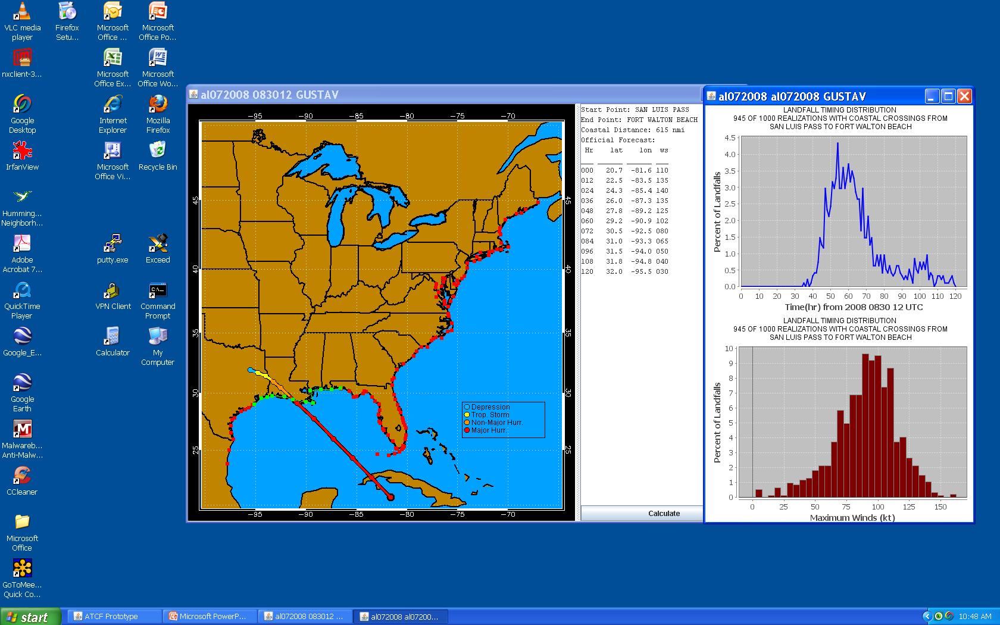 VLC media
player
Firefox
Setu...
Microsoft
Office ...
Microsoft
Office Po...
nxclient-3...
Microsoft
Office Ex...
Microsoft
Office Wo...
Google
Desktop
Internet
Explorer
Mozilla
Firefox
IrfanView
Microsoft
Office Vi...
Recycle Bin
Humming...
Neighborh...
Adobe
Acrobat 7...
putty.exe
Exceed
QuickTime
Player
VPN Client
Command
Prompt
C:\_
Google_E...
Calculator
My
Computer
Google
Earth
Malwareb...
Anti-Malw...
CCleaner
Microsoft
Office
GoToMee...
Quick Co...
al072008 083012 GUSTAV
-95 -90 -85 -80 -75 -70
45 45
40 40
35 35
30 30
25 25
Depression
Trop. Storm
Non-Major Hurr.
Major Hurr.
-95 -90 -85 -80 -75 -70
Start Point: SAN LUIS PASS
End Point: FORT WALTON BEACH
Coastal Distance: 615 nmi
Official Forecast:
Hr lat lon ws
000 20.7 -81.6 110
012 22.5 -83.5 135
024 24.3 -85.4 140
036 26.0 -87.3 135
048 27.8 -89.2 125
060 29.2 -90.9 102
072 30.5 -92.5 080
084 31.0 -93.3 065
096 31.5 -94.0 050
108 31.8 -94.8 040
120 32.0 -95.5 030
Calculate
al072008 al072008 GUSTAV
LANDFALL TIMING DISTRIBUTION
945 OF 1000 REALIZATIONS WITH COASTAL CROSSINGS FROM
SAN LUIS PASS TO FORT WALTON BEACH
Percent of Landfalls
4.5
4.0
3.5
3.0
2.5
2.0
1.5
1.0
0.5
0.0
0 10 20 30 40 50 60 70 80 90 100 110 120
Time(hr) from 2008 0830 12 UTC
LANDFALL TIMING DISTRIBUTION
945 OF 1000 REALIZATIONS WITH COASTAL CROSSINGS FROM
SAN LUIS PASS TO FORT WALTON BEACH
Percent of Landfalls
10
9
8
7
6
5
4
3
2
1
0
0 25 50 75 100 125 150
Maximum Winds (kt)
start
ATCF Prototype
Microsoft PowerP...
al072008 083012 ...
al072008 al07200...
10:48 AM